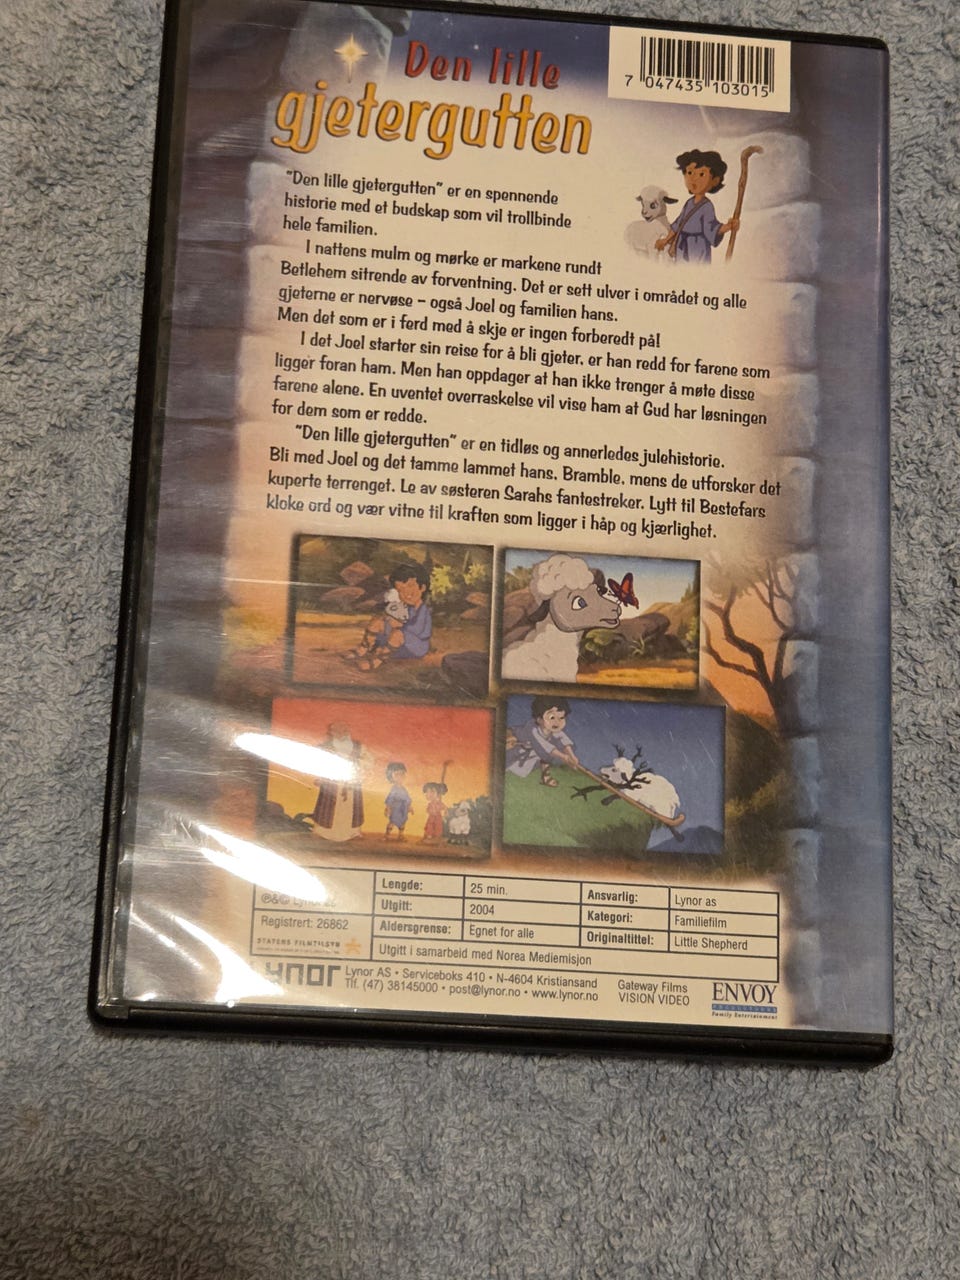 Den lille
gjetergutten
7 047435 103015
"Den lille gjetergutten" er en spennende
historie med et budskap som vil trollbinde
hele familien.
I nattens mulm og mørke er markene rundt
Betlehem sitrende av forventning. Det er sett ulver i området og alle
gjeterne er nervøse – også Joel og familien hans.
Men det som er i ferd med å skje er ingen forberedt på!
I det Joel starter sin reise for å bli gjeter, er han redd for farene som
ligger foran ham. Men han oppdager at han ikke trenger å møte disse
farene alene. En uventet overraskelse vil vise ham at Gud har løsningen
for dem som er redde.
"Den lille gjetergutten" er en tidløs og annerledes julehistorie.
Bli med Joel og det tamme lammet hans, Bramble, mens de utforsker det
kuperte terrenget. Le av søsteren Sarahs fantestreker. Lytt til Bestefars
kloke ord og vær vitne til kraften som ligger i håp og kjærlighet.
℗&© Lynor
Registrert: 26862
STATENS FILMTILSYN
Lengde: 25 min.
Utgitt: 2004
Aldersgrense: Egnet for alle
Ansvarlig: Lynor as
Kategori: Familiefilm
Originaltittel: Little Shepherd
Utgitt i samarbeid med Norea Mediemisjon
LYNOR
Lynor AS • Serviceboks 410 • N-4604 Kristiansand
Tlf. (47) 38145000 • post@lynor.no • www.lynor.no
Gateway Films
VISION VIDEO
ENVOY
PRODUCTIONS
Family Entertainment